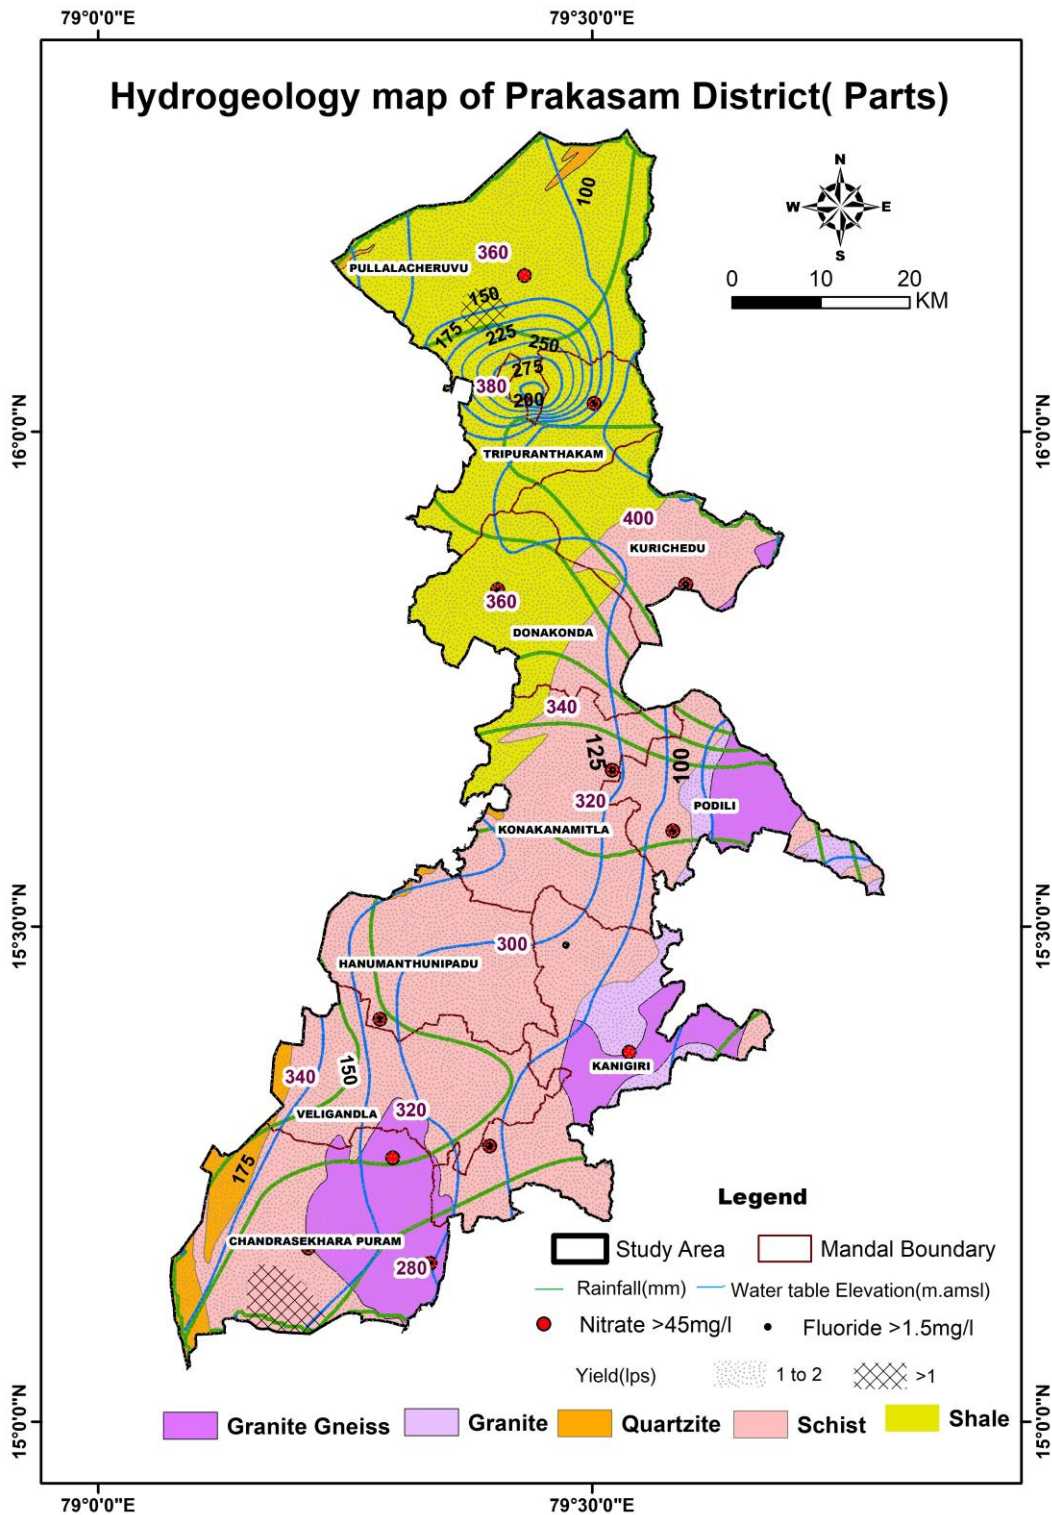 79°0'0"E
79°30'0"E
Hydrogeology map of Prakasam District( Parts)
N
W
E
S
0
10
20
KM
100
360
PULLALACHERUVU
150
175
225
250
275
380
200
16°0'0"N
16°0'0"N
TRIPURANTHAKAM
400
KURICHEDU
360
DONAKONDA
340
125
100
320
PODILI
KONAKANAMITLA
15°30'0"N
15°30'0"N
300
HANUMANTHUNIPADU
340
150
KANIGIRI
320
VELIGANDLA
175
CHANDRASEKHARA PURAM
280
Legend
Study Area
Mandal Boundary
Rainfall(mm)
Water table Elevation(m.amsl)
Nitrate >45mg/l
Fluoride >1.5mg/l
Yield(lps)
1 to 2
>1
Granite Gneiss
Granite
Quartzite
Schist
Shale
15°0'0"N
15°0'0"N
79°0'0"E
79°30'0"E